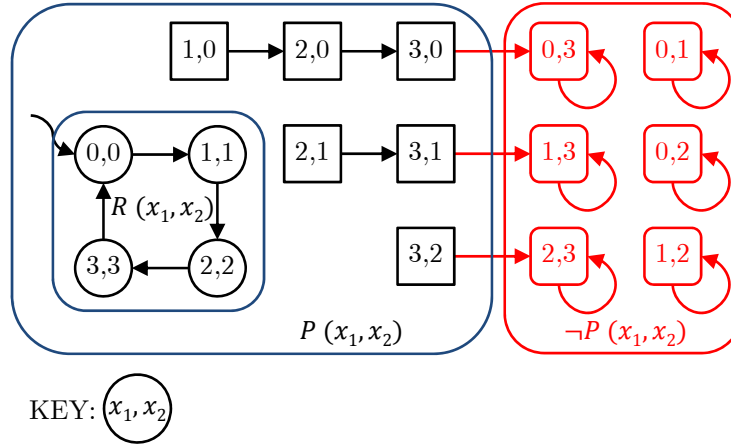 1,0 2,0 3,0 0,3 0,1
0,0 1,1 2,1 3,1 1,3 0,2
R (x₁,x₂)
3,3 2,2 3,2 2,3 1,2
P (x₁,x₂) ¬P (x₁,x₂)
KEY: x₁,x₂